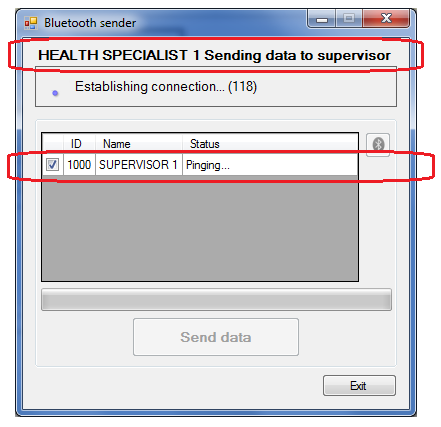 Bluetooth sender
HEALTH SPECIALIST 1 Sending data to supervisor
Establishing connection... (118)
ID Name Status
1000 SUPERVISOR 1 Pinging...
Send data
Exit